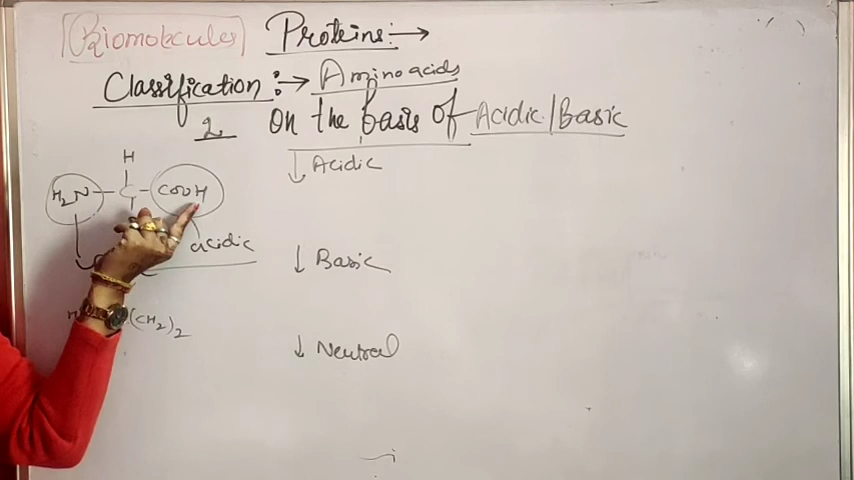 Biomolecules Proteins:→
Classification :→ Amino acids
2 On the basis of Acidic/Basic
↓ Acidic
H
H2N-C-COOH
acidic
↓ Basic
(CH2)2
↓ Neutral